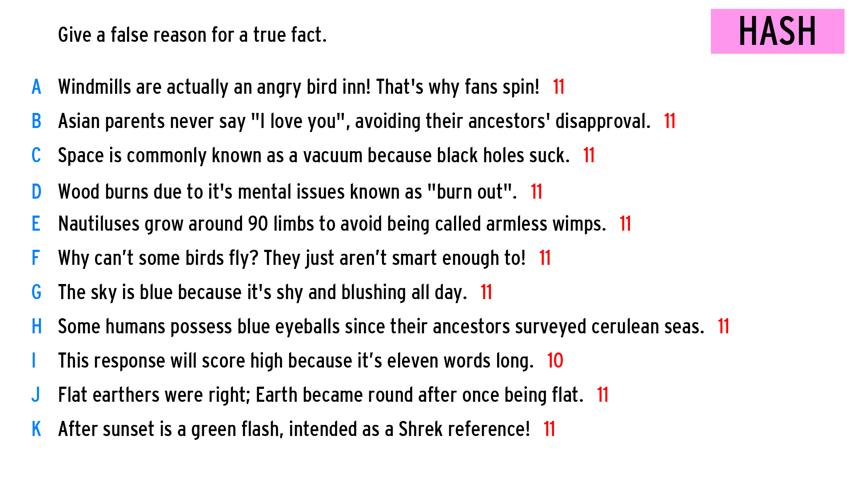 Give a false reason for a true fact.
HASH
A Windmills are actually an angry bird inn! That's why fans spin! 11
B Asian parents never say "I love you", avoiding their ancestors' disapproval. 11
C Space is commonly known as a vacuum because black holes suck. 11
D Wood burns due to it's mental issues known as "burn out". 11
E Nautiluses grow around 90 limbs to avoid being called armless wimps. 11
F Why can’t some birds fly? They just aren’t smart enough to! 11
G The sky is blue because it's shy and blushing all day. 11
H Some humans possess blue eyeballs since their ancestors surveyed cerulean seas. 11
I This response will score high because it’s eleven words long. 10
J Flat earthers were right; Earth became round after once being flat. 11
K After sunset is a green flash, intended as a Shrek reference! 11